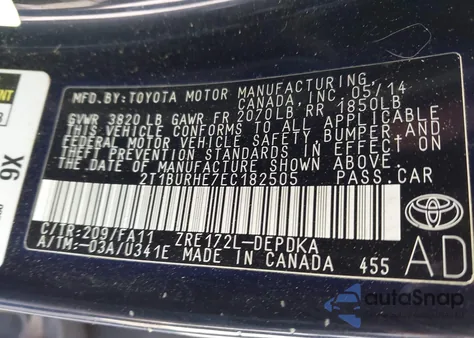 MFD.BY:TOYOTA MOTOR MANUFACTURING,
CANADA, INC. 05/14
GVWR 3820 LB GAWR FR 2070LB RR 1850LB
THIS VEHICLE CONFORMS TO ALL APPLICABLE
FEDERAL MOTOR VEHICLE SAFETY, BUMPER, AND
THEFT PREVENTION STANDARDS IN EFFECT ON
THE DATE OF MANUFACTURE SHOWN ABOVE.
2T1BURHE7EC182505 PASS.CAR
C/TR:209/FA11 ZRE172L-DEPDKA
A/TM:-03A/U341E MADE IN CANADA 455
TOYOTA
AD
9X
autoSnap